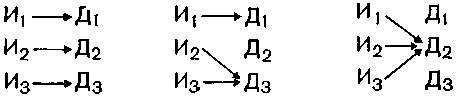 И₁ → Д₁ И₁ → Д₁ И₁ Д₁
И₂ → Д₂ И₂ Д₂ И₂ → Д₂
И₃ → Д₃ И₃ → Д₃ И₃ Д₃